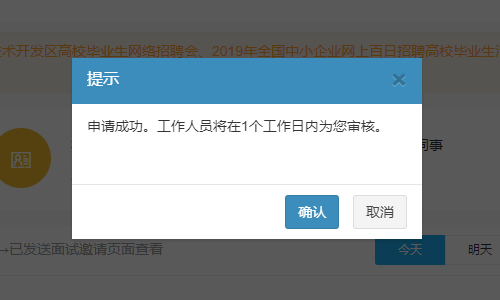 术开发区高校毕业生网络招聘会、2019年全国中小企业网上百日招聘高校毕业生
提示
申请成功。工作人员将在1个工作日内为您审核。
同事
确认
取消
→已发送面试邀请页面查看
今天
明天